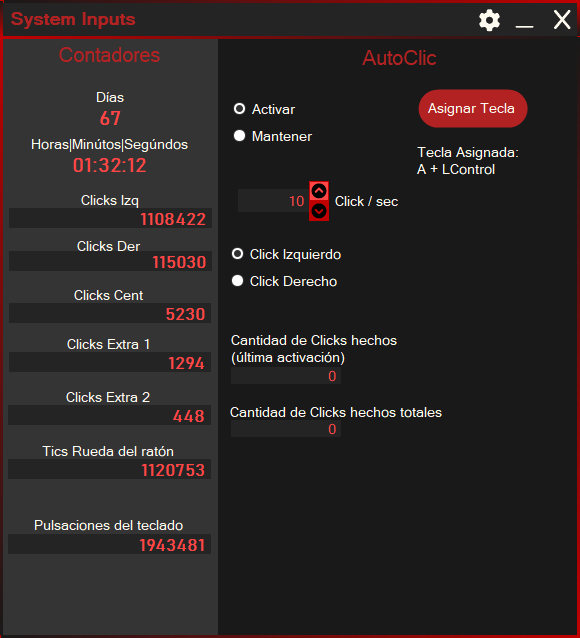 System Inputs
Contadores
Días
67
Horas|Minútos|Segúndos
01:32:12
Clicks Izq
1108422
Clicks Der
115030
Clicks Cent
5230
Clicks Extra 1
1294
Clicks Extra 2
448
Tics Rueda del ratón
1120753
Pulsaciones del teclado
1943481
AutoClic
Activar
Mantener
Asignar Tecla
Tecla Asignada:
A + LControl
10 Click / sec
Click Izquierdo
Click Derecho
Cantidad de Clicks hechos
(última activación)
0
Cantidad de Clicks hechos totales
0